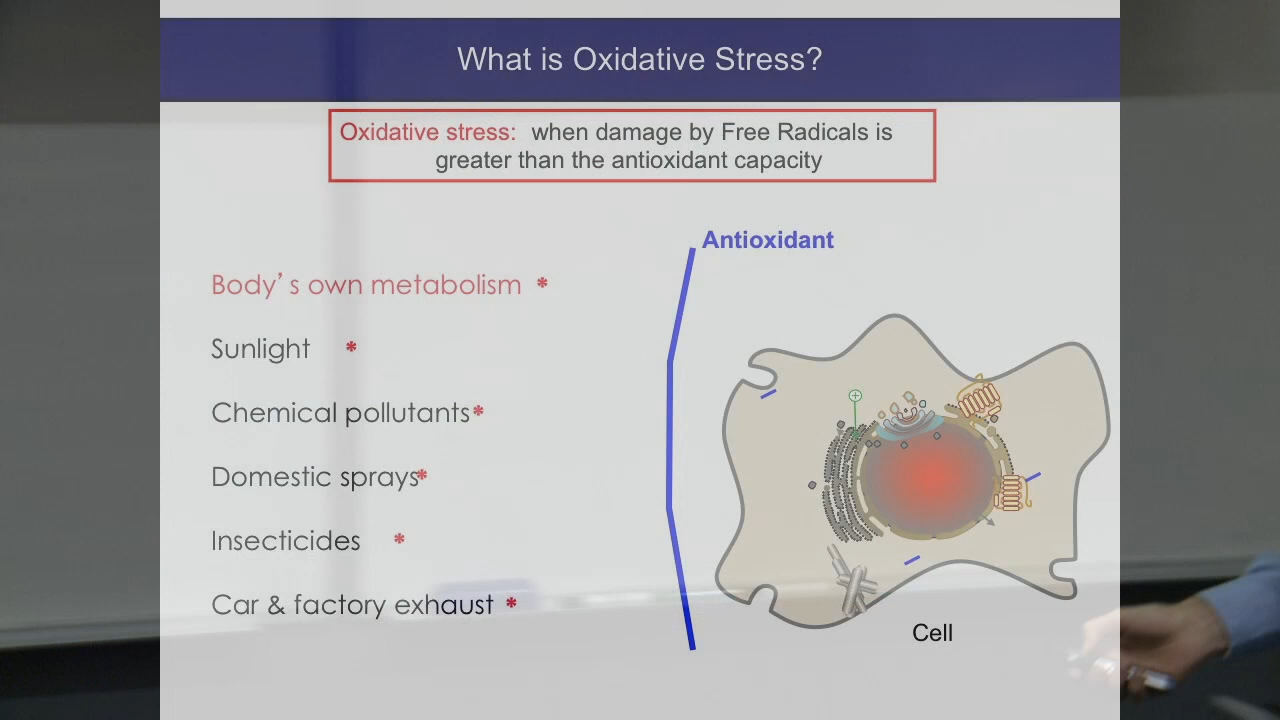 What is Oxidative Stress?
Oxidative stress: when damage by Free Radicals is
greater than the antioxidant capacity
Antioxidant
Body’s own metabolism *
Sunlight *
Chemical pollutants*
Domestic sprays*
Insecticides *
Car & factory exhaust *
Cell